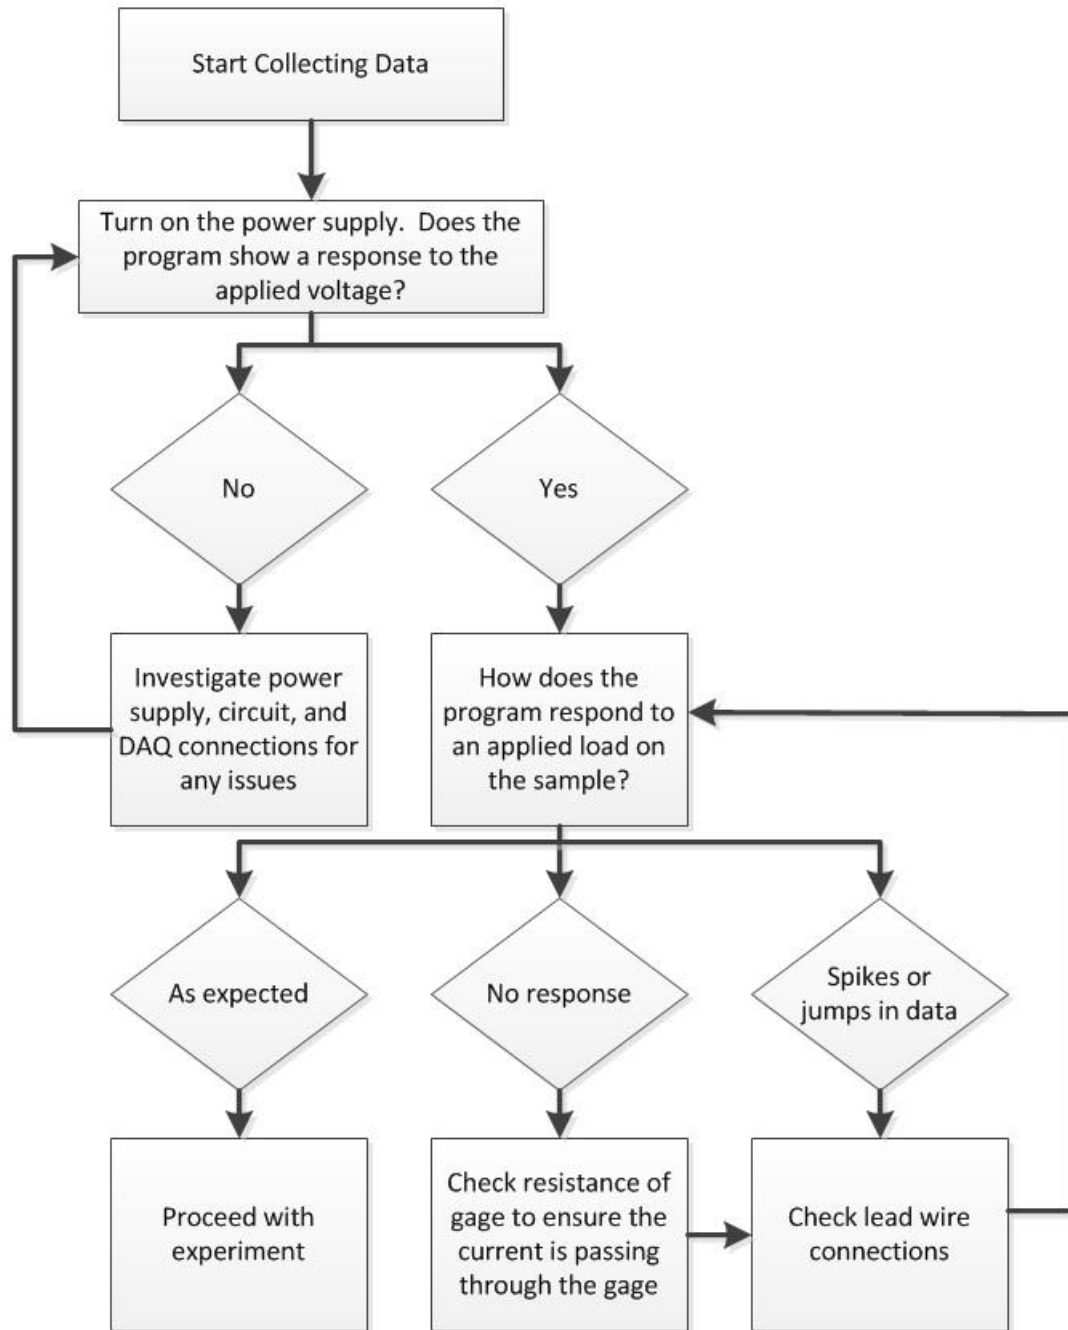 Start Collecting Data
Turn on the power supply.  Does the
program show a response to the
applied voltage?
No
Yes
Investigate power
supply, circuit, and
DAQ connections for
any issues
How does the
program respond to
an applied load on
the sample?
As expected
No response
Spikes or
jumps in data
Proceed with
experiment
Check resistance of
gage to ensure the
current is passing
through the gage
Check lead wire
connections